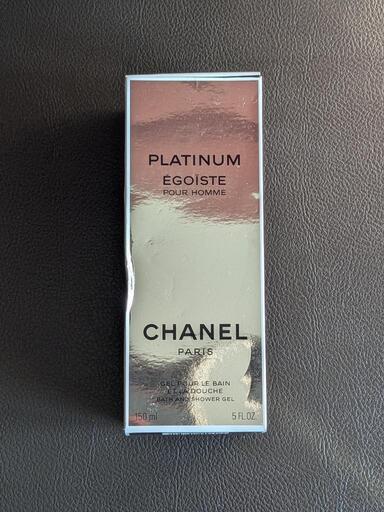 PLATINUM
ÉGOÏSTE
POUR HOMME
CHANEL
PARIS
GEL POUR LE BAIN
ET LA DOUCHE
BATH AND SHOWER GEL
150 ml 5 FL.OZ